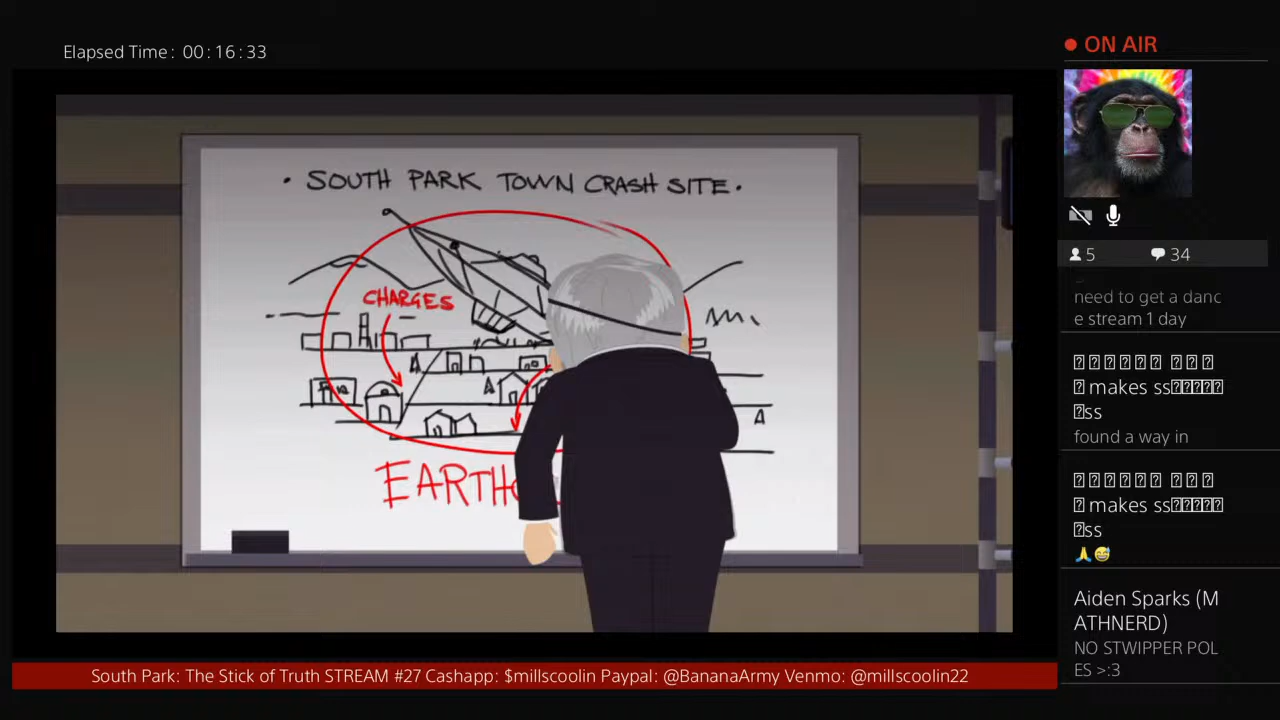 Elapsed Time: 00:16:33
ON AIR
· SOUTH PARK TOWN CRASH SITE ·
CHARGES
5 34
need to get a danc
e stream 1 day
makes ss
ss
found a way in
makes ss
ss
🙏😅
Aiden Sparks (M
ATHNERD)
NO STWIPPER POL
ES >:3
South Park: The Stick of Truth STREAM #27 Cashapp: $millscoolin Paypal: @BananaArmy Venmo: @millscoolin22